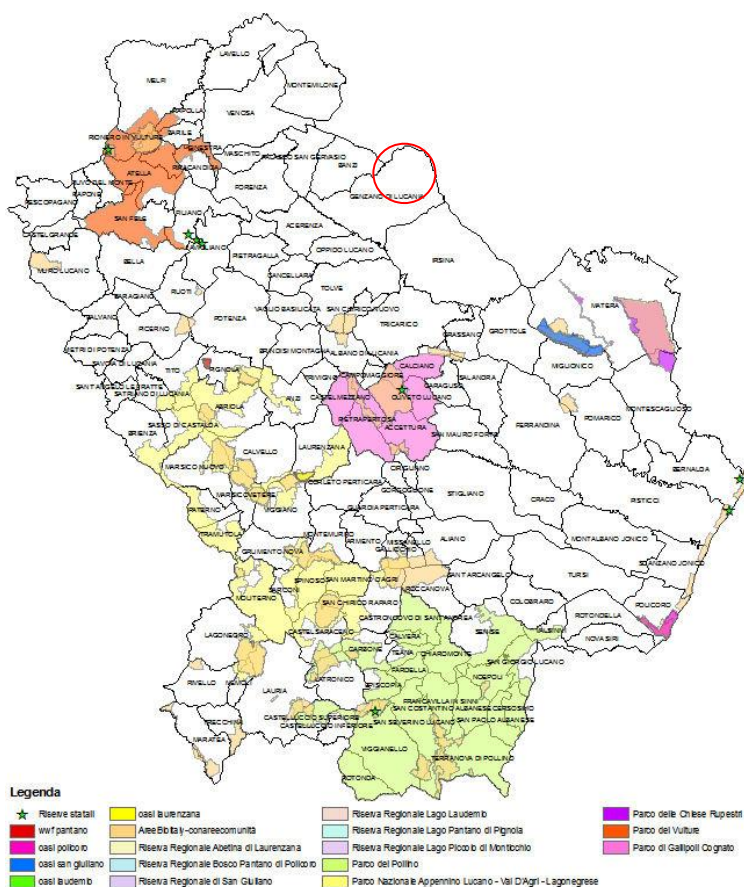 LAVELLO
MELFI
MONTEMILONE
RAPOLLA
VENOSA
BARILE
RIONERO IN VULTURE
GINESTRA
MASCHITO
PALAZZO SAN GERVASIO
BANZI
ATELLA
RIPACANDIDA
RUVO DEL MONTE
FORENZA
GENZANO DI LUCANIA
RAPONE
PESCOPAGANO
SAN FELE
FILIANO
ACERENZA
CASTELGRANDE
AVIGLIANO
OPPIDO LUCANO
BELLA
PIETRAGALLA
IRSINA
MURO LUCANO
CANCELLARA
TOLVE
BARAGIANO
RUOTI
VAGLIO BASILICATA
SAN CHIRICO NUOVO
MATERA
POTENZA
TRICARICO
GROTTOLE
BALVANO
PICERNO
GRASSANO
BRINDISI MONTAGNA
ALBANO DI LUCANIA
SAVOIA DI LUCANIA
TITO
PIGNOLA
TRIVIGNO
CAMPOMAGGIORE
CALCIANO
SALANDRA
MIGLIONICO
SANT'ANGELO LE FRATTE
SATRIANO DI LUCANIA
GARAGUSO
CASTELMEZZANO
OLIVETO LUCANO
ABRIOLA
ANZI
PIETRAPERTOSA
FERRANDINA
POMARICO
MONTESCAGLIOSO
SASSO DI CASTALDA
ACCETTURA
BRIENZA
SAN MAURO FORTE
CALVELLO
LAURENZANA
BERNALDA
MARSICO NUOVO
CIRIGLIANO
CORLETO PERTICARA
GORGOGLIONE
STIGLIANO
CRACO
PISTICCI
MARSICOVETERE
VIGGIANO
GUARDIA PERTICARA
PATERNO
TRAMUTOLA
MONTEMURRO
ARMENTO
MISSANELLO
ALIANO
MONTALBANO JONICO
GRUMENTO NOVA
GALLICCHIO
SCANZANO JONICO
SPINOSO
SAN MARTINO D'AGRI
SANT'ARCANGELO
TURSI
SARCONI
ROCCANOVA
MOLITERNO
SAN CHIRICO RAPARO
COLOBRARO
POLICORO
ROTONDELLA
CASTRONUOVO DI SANT'ANDREA
CASTELSARACENO
SENISE
VALSINNI
NOVA SIRI
LAGONEGRO
CALVERA
CARBONE
TEANA
CHIAROMONTE
SAN GIORGIO LUCANO
FARDELLA
NOEPOLI
RIVELLO
NEMOLI
LATRONICO
EPISCOPIA
LAURIA
FRANCAVILLA IN SINNI
SAN COSTANTINO ALBANESE
CERSOSIMO
TRECCHINA
CASTELLUCCIO SUPERIORE
CASTELLUCCIO INFERIORE
SAN SEVERINO LUCANO
SAN PAOLO ALBANESE
MARATEA
VIGGIANELLO
TERRANOVA DI POLLINO
ROTONDA
Legenda
Riserve statali
wwf pantano
oasi policoro
oasi san giuliano
oasi laudemio
oasi laurenzana
AreeBibitaly-conareecomunità
Riserva Regionale Abetina di Laurenzana
Riserva Regionale Bosco Pantano di Policoro
Riserva Regionale di San Giuliano
Riserva Regionale Lago Laudemio
Riserva Regionale Lago Pantano di Pignola
Riserva Regionale Lago Piccolo di Monticchio
Parco del Pollino
Parco Nazionale Appennino Lucano - Val D'Agri - Lagonegrese
Parco delle Chiese Rupestri
Parco del Vulture
Parco di Gallipoli Cognato